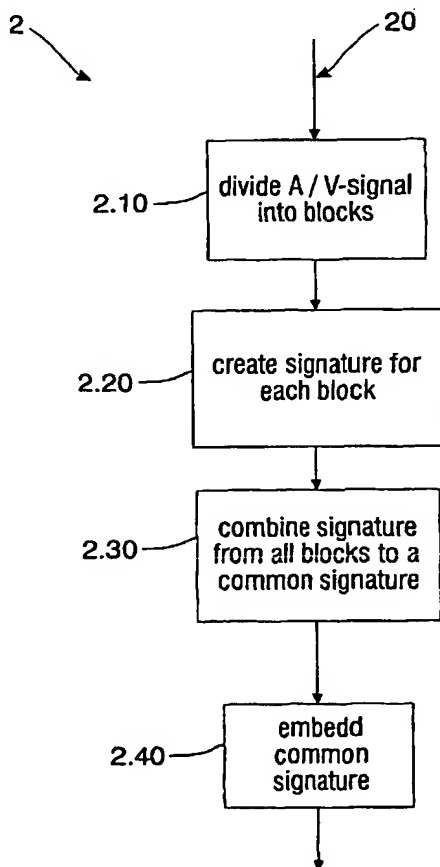 2
20
divide A / V-signal
into blocks
2.10
create signature for
each block
2.20
combine signature
from all blocks to a
common signature
2.30
embedd
common
signature
2.40